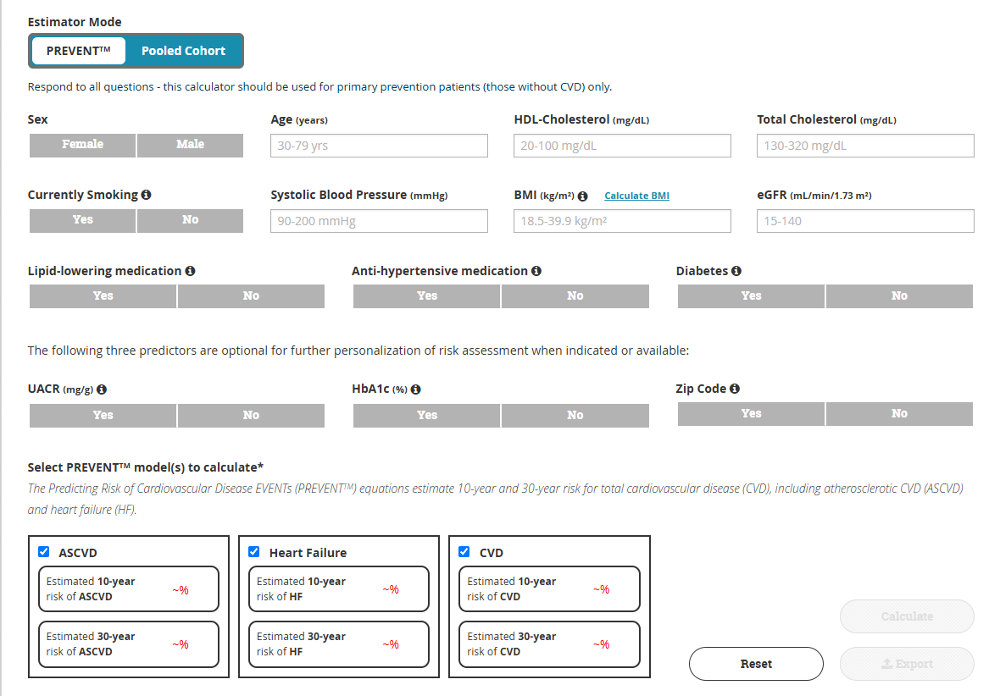 Estimator Mode
PREVENT™ Pooled Cohort
Respond to all questions - this calculator should be used for primary prevention patients (those without CVD) only.
Sex Age (years) HDL-Cholesterol (mg/dL) Total Cholesterol (mg/dL)
Female Male 30-79 yrs 20-100 mg/dL 130-320 mg/dL
Currently Smoking Systolic Blood Pressure (mmHg) BMI (kg/m²) Calculate BMI eGFR (mL/min/1.73 m²)
Yes No 90-200 mmHg 18.5-39.9 kg/m² 15-140
Lipid-lowering medication Anti-hypertensive medication Diabetes
Yes No Yes No Yes No
The following three predictors are optional for further personalization of risk assessment when indicated or available:
UACR (mg/g) HbA1c (%) Zip Code
Yes No Yes No Yes No
Select PREVENT™ model(s) to calculate*
The Predicting Risk of Cardiovascular Disease EVENTs (PREVENT™) equations estimate 10-year and 30-year risk for total cardiovascular disease (CVD), including atherosclerotic CVD (ASCVD)
and heart failure (HF).
ASCVD Heart Failure CVD
Estimated 10-year
risk of ASCVD ~%
Estimated 10-year
risk of HF ~%
Estimated 10-year
risk of CVD ~%
Estimated 30-year
risk of ASCVD ~%
Estimated 30-year
risk of HF ~%
Estimated 30-year
risk of CVD ~%
Calculate
Reset Export